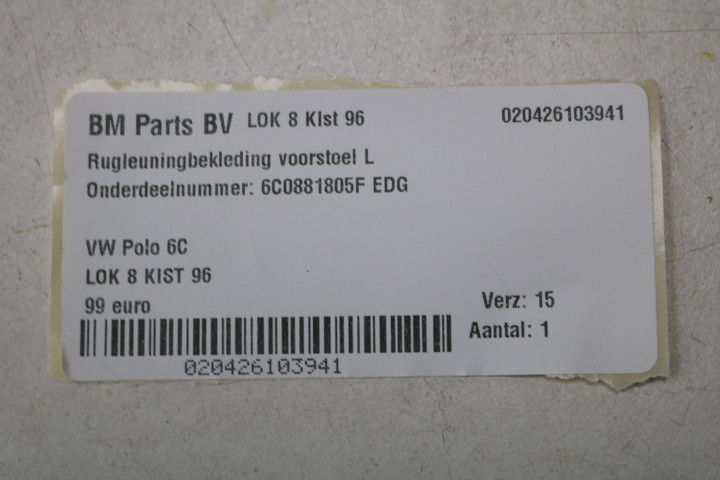 BM Parts BV LOK 8 KIst 96 020426103941
Rugleuningbekleding voorstoel L
Onderdeelnummer: 6C0881805F EDG
VW Polo 6C
LOK 8 KIST 96
99 euro
Verz: 15
Aantal: 1
020426103941